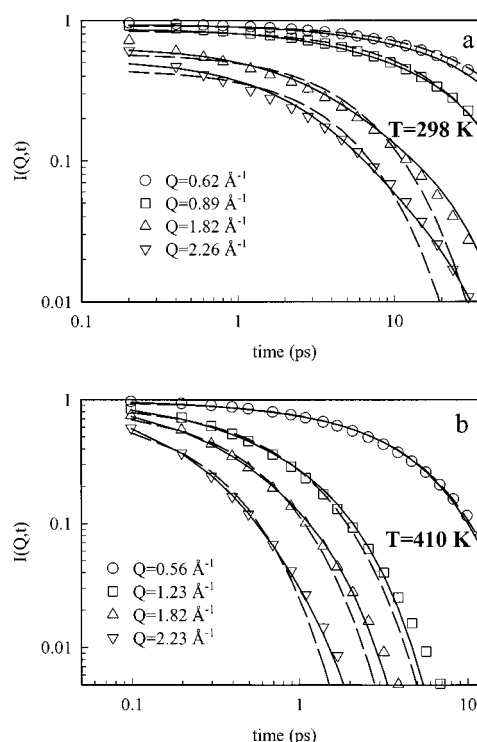 1
a
T=298 K
0.1
I(Q,t)
○ Q=0.62 Å⁻¹
□ Q=0.89 Å⁻¹
△ Q=1.82 Å⁻¹
▽ Q=2.26 Å⁻¹
0.01
0.1
1
10
time (ps)
1
b
T=410 K
0.1
I(Q,t)
○ Q=0.56 Å⁻¹
□ Q=1.23 Å⁻¹
△ Q=1.82 Å⁻¹
▽ Q=2.23 Å⁻¹
0.01
0.1
1
10
time (ps)